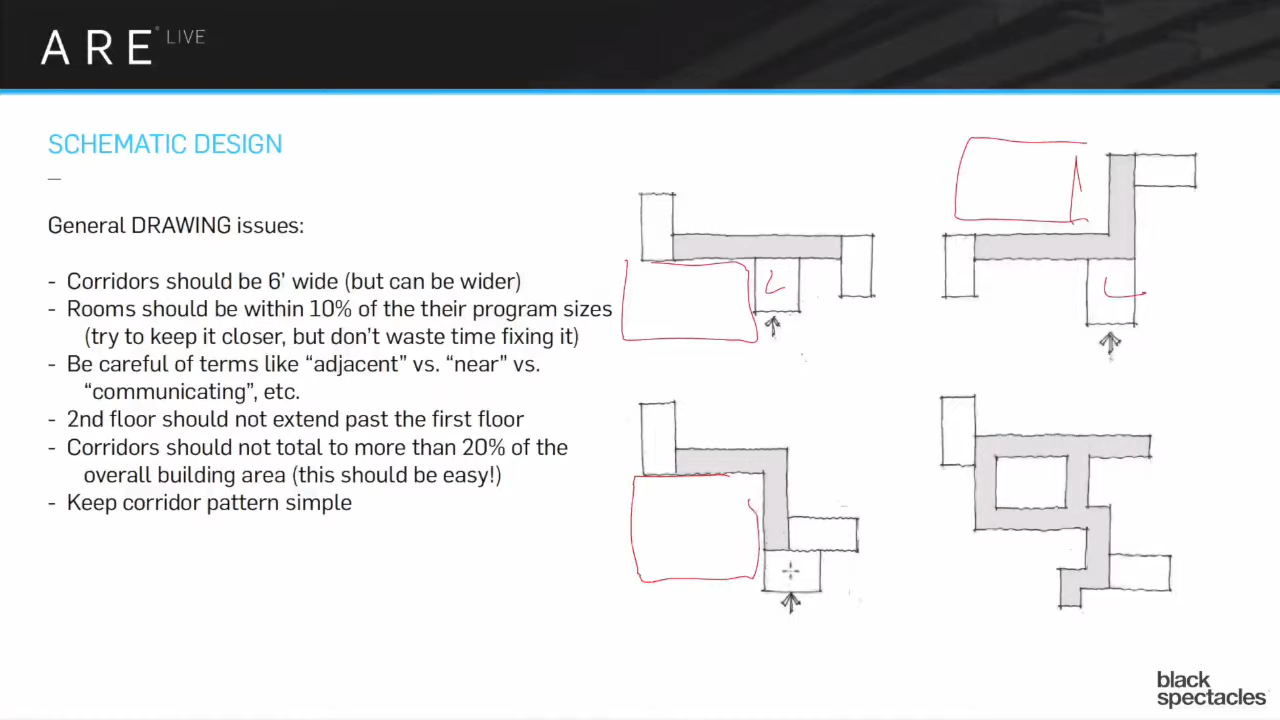 ARE® LIVE
SCHEMATIC DESIGN
–
General DRAWING issues:
- Corridors should be 6’ wide (but can be wider)
- Rooms should be within 10% of the their program sizes
(try to keep it closer, but don’t waste time fixing it)
- Be careful of terms like “adjacent” vs. “near” vs.
“communicating”, etc.
- 2nd floor should not extend past the first floor
- Corridors should not total to more than 20% of the
overall building area (this should be easy!)
- Keep corridor pattern simple
black
spectacles